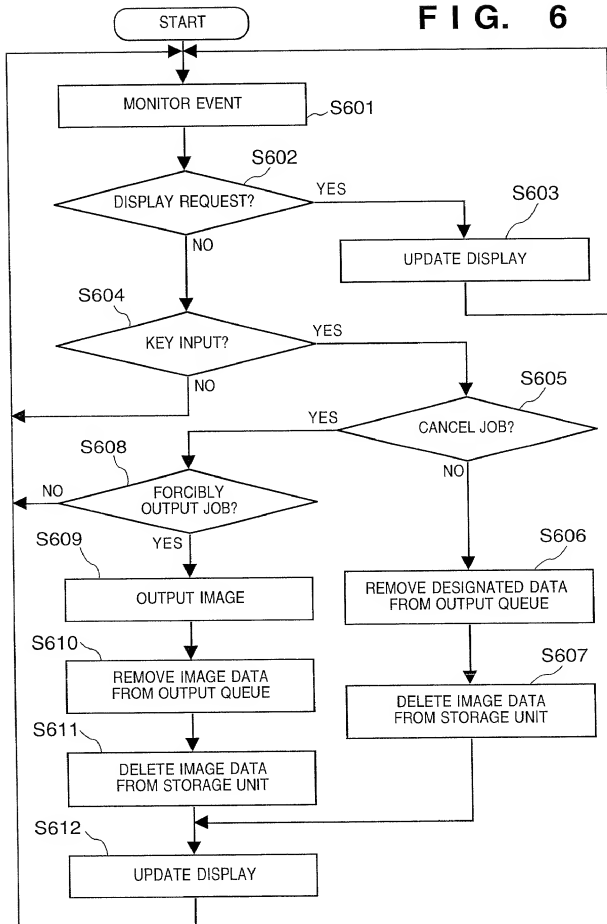 FIG. 6
START
MONITOR EVENT
S601
S602
DISPLAY REQUEST?
YES
NO
S603
UPDATE DISPLAY
S604
KEY INPUT?
YES
NO
S605
CANCEL JOB?
YES
NO
S608
FORCIBLY
OUTPUT JOB?
NO
YES
S609
OUTPUT IMAGE
S606
REMOVE DESIGNATED DATA
FROM OUTPUT QUEUE
S610
REMOVE IMAGE DATA
FROM OUTPUT QUEUE
S607
DELETE IMAGE DATA
FROM STORAGE UNIT
S611
DELETE IMAGE DATA
FROM STORAGE UNIT
S612
UPDATE DISPLAY